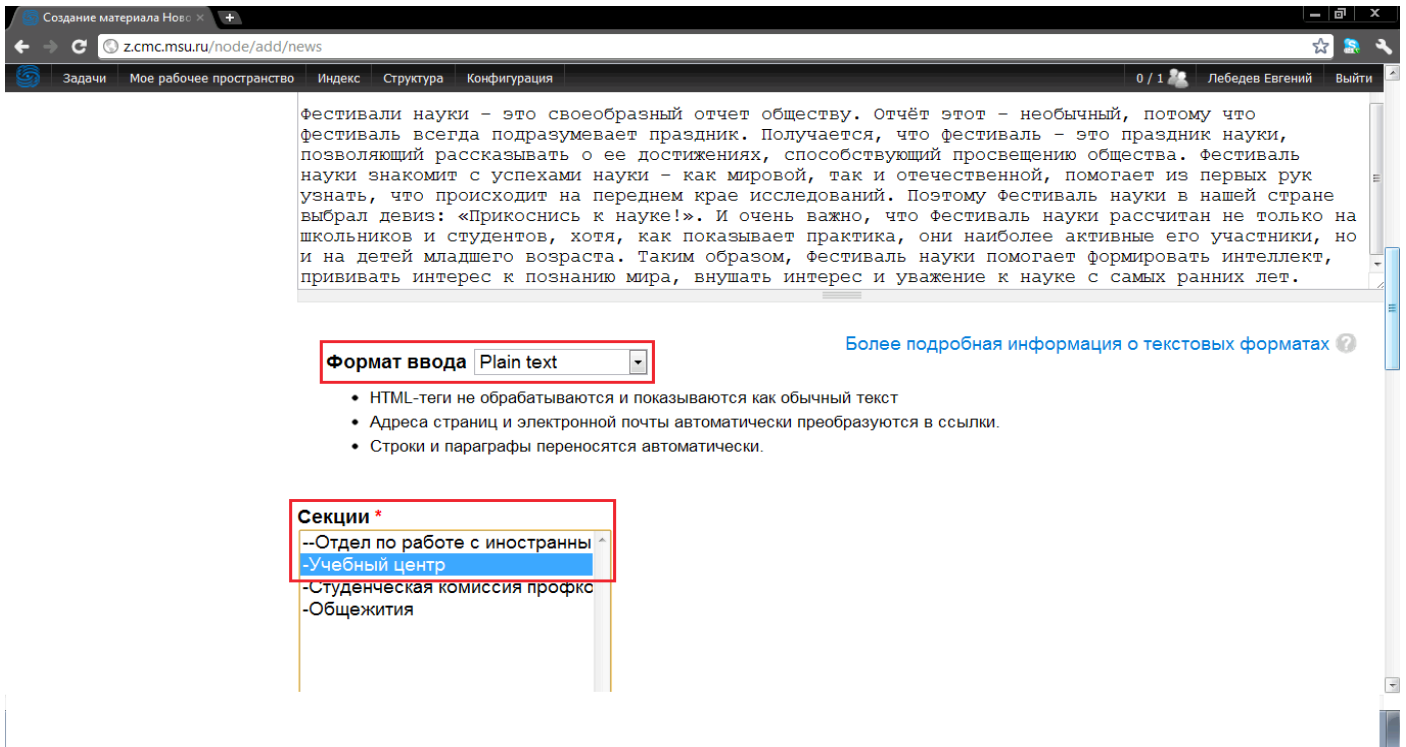 Создание материала Ново
z.cmc.msu.ru/node/add/news
Задачи Мое рабочее пространство Индекс Структура Конфигурация 0 / 1 Лебедев Евгений Выйти
Фестивали науки – это своеобразный отчет обществу. Отчёт этот – необычный, потому что
фестиваль всегда подразумевает праздник. Получается, что фестиваль – это праздник науки,
позволяющий рассказывать о ее достижениях, способствующий просвещению общества. Фестиваль
науки знакомит с успехами науки – как мировой, так и отечественной, помогает из первых рук
узнать, что происходит на переднем крае исследований. Поэтому Фестиваль науки в нашей стране
выбрал девиз: «Прикоснись к науке!». И очень важно, что Фестиваль науки рассчитан не только на
школьников и студентов, хотя, как показывает практика, они наиболее активные его участники, но
и на детей младшего возраста. Таким образом, Фестиваль науки помогает формировать интеллект,
прививать интерес к познанию мира, внушать интерес и уважение к науке с самых ранних лет.
Более подробная информация о текстовых форматах ?
Формат ввода Plain text
• HTML-теги не обрабатываются и показываются как обычный текст
• Адреса страниц и электронной почты автоматически преобразуются в ссылки.
• Строки и параграфы переносятся автоматически.
Секции *
--Отдел по работе с иностранны
-Учебный центр
-Студенческая комиссия профко
-Общежития